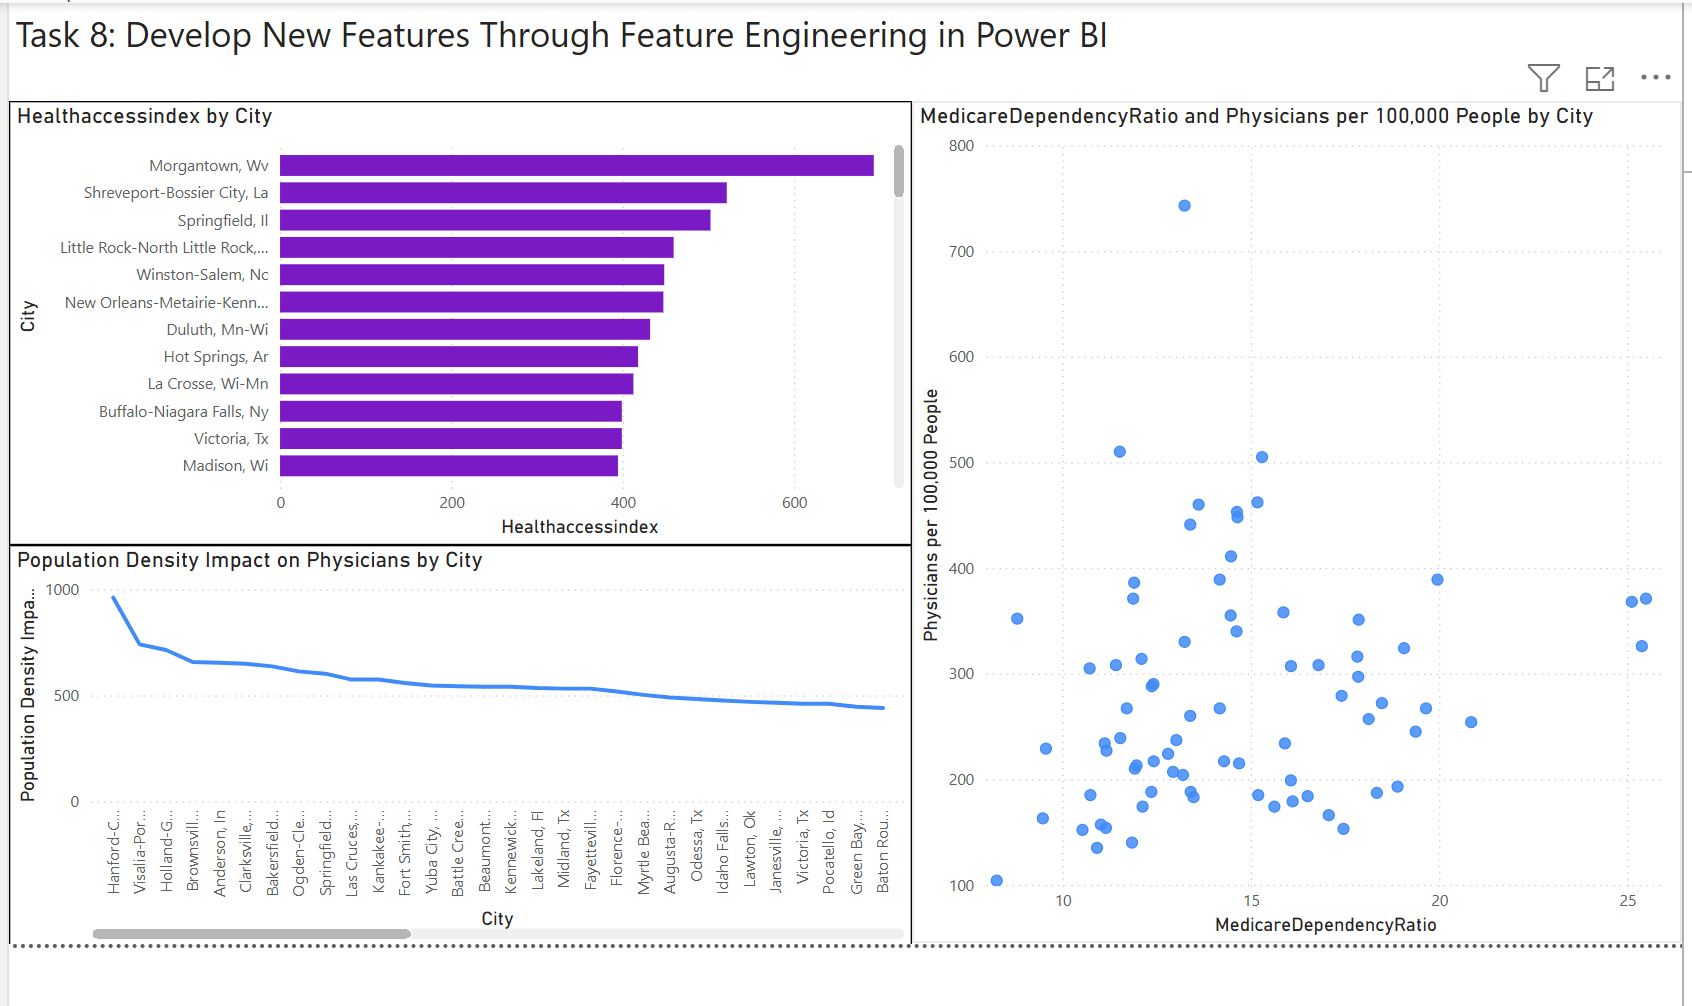 Task 8: Develop New Features Through Feature Engineering in Power BI
Healthaccessindex by City
City
Morgantown, Wv
Shreveport-Bossier City, La
Springfield, Il
Little Rock-North Little Rock,...
Winston-Salem, Nc
New Orleans-Metairie-Kenn...
Duluth, Mn-Wi
Hot Springs, Ar
La Crosse, Wi-Mn
Buffalo-Niagara Falls, Ny
Victoria, Tx
Madison, Wi
0 200 400 600
Healthaccessindex
Population Density Impact on Physicians by City
Population Density Impa...
1000
500
0
Hanford-C...
Visalia-Por...
Holland-G...
Brownsvill...
Anderson, In
Clarksville,...
Bakersfield...
Ogden-Cle...
Springfield...
Las Cruces,...
Kankakee-...
Fort Smith,...
Yuba City, ...
Battle Cree...
Beaumont...
Kennewick...
Lakeland, Fl
Midland, Tx
Fayettevill...
Florence-...
Myrtle Bea...
Augusta-R...
Odessa, Tx
Idaho Falls...
Lawton, Ok
Janesville, ...
Victoria, Tx
Pocatello, Id
Green Bay,...
Baton Rou...
City
MedicareDependencyRatio and Physicians per 100,000 People by City
Physicians per 100,000 People
800
700
600
500
400
300
200
100
10 15 20 25
MedicareDependencyRatio